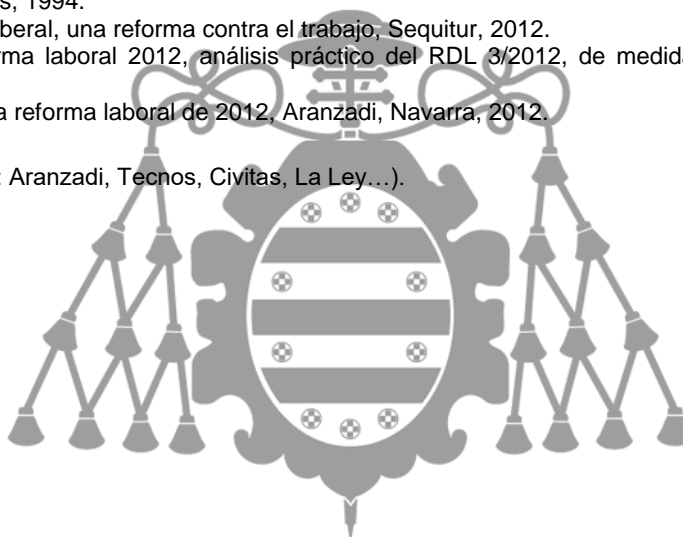 s, 1994.
beral, una reforma contra el trabajo, Sequitur, 2012.
rma laboral 2012, análisis práctico del RDL 3/2012, de medida
a reforma laboral de 2012, Aranzadi, Navarra, 2012.
: Aranzadi, Tecnos, Civitas, La Ley…).